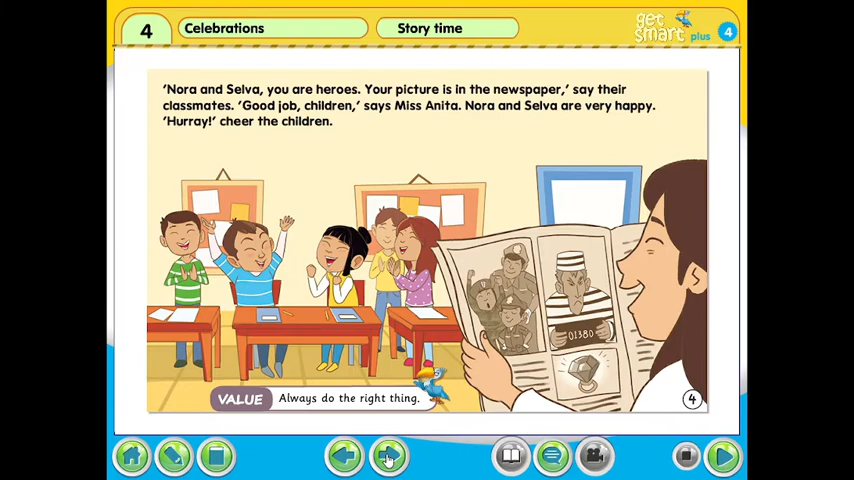 4
Celebrations
Story time
get
smart
plus
4
'Nora and Selva, you are heroes. Your picture is in the newspaper,' say their
classmates. 'Good job, children,' says Miss Anita. Nora and Selva are very happy.
'Hurray!' cheer the children.
01380
VALUE
Always do the right thing.
4